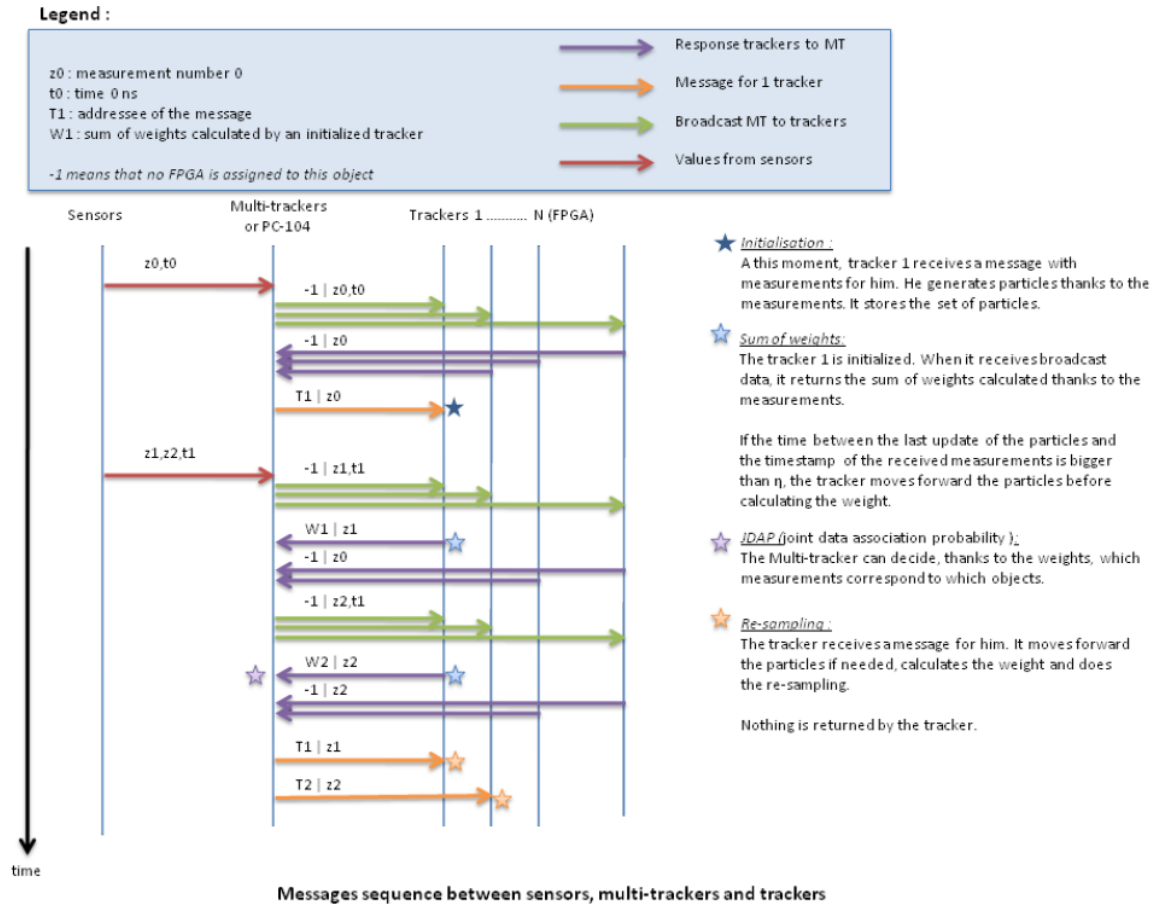 Legend :
z0 : measurement number 0
t0 : time 0 ns
T1 : addressee of the message
W1 : sum of weights calculated by an initialized tracker
-1 means that no FPGA is assigned to this object
Response trackers to MT
Message for 1 tracker
Broadcast MT to trackers
Values from sensors
Sensors
Multi-trackers
or PC-104
Trackers 1 ........... N (FPGA)
z0,t0
-1 | z0,t0
-1 | z0
T1 | z0
z1,z2,t1
-1 | z1,t1
W1 | z1
-1 | z0
-1 | z2,t1
W2 | z2
-1 | z2
T1 | z1
T2 | z2
time
Initialisation :
A this moment, tracker 1 receives a message with
measurements for him. He generates particles thanks to the
measurements. It stores the set of particles.
Sum of weights:
The tracker 1 is initialized. When it receives broadcast
data, it returns the sum of weights calculated thanks to the
measurements.
If the time between the last update of the particles and
the timestamp of the received measurements is bigger
than η, the tracker moves forward the particles before
calculating the weight.
JDAP (joint data association probability ):
The Multi-tracker can decide, thanks to the weights, which
measurements correspond to which objects.
Re-sampling :
The tracker receives a message for him. It moves forward
the particles if needed, calculates the weight and does
the re-sampling.
Nothing is returned by the tracker.
Messages sequence between sensors, multi-trackers and trackers